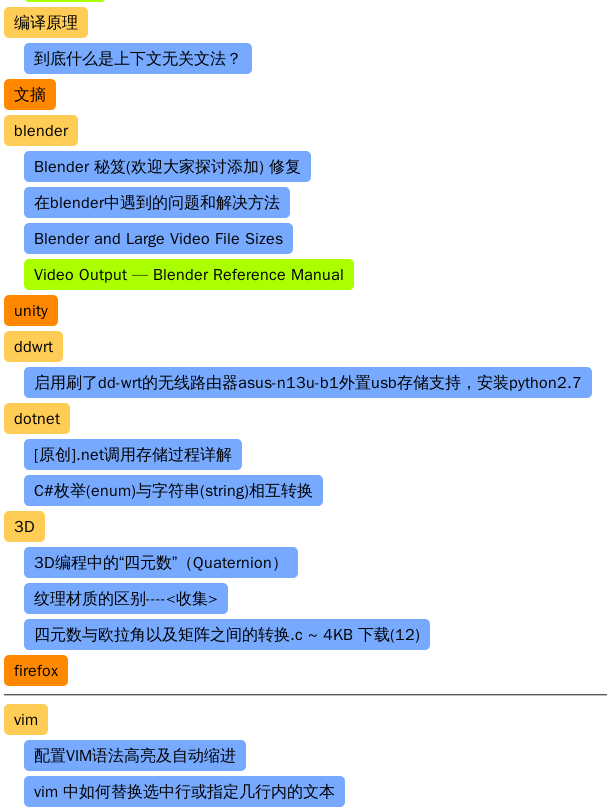 编译原理
到底什么是上下文无关文法？
文摘
blender
Blender 秘笈(欢迎大家探讨添加) 修复
在blender中遇到的问题和解决方法
Blender and Large Video File Sizes
Video Output — Blender Reference Manual
unity
ddwrt
启用刷了dd-wrt的无线路由器asus-n13u-b1外置usb存储支持，安装python2.7
dotnet
[原创].net调用存储过程详解
C#枚举(enum)与字符串(string)相互转换
3D
3D编程中的“四元数”（Quaternion）
纹理材质的区别----<收集>
四元数与欧拉角以及矩阵之间的转换.c ~ 4KB 下载(12)
firefox
vim
配置VIM语法高亮及自动缩进
vim 中如何替换选中行或指定几行内的文本